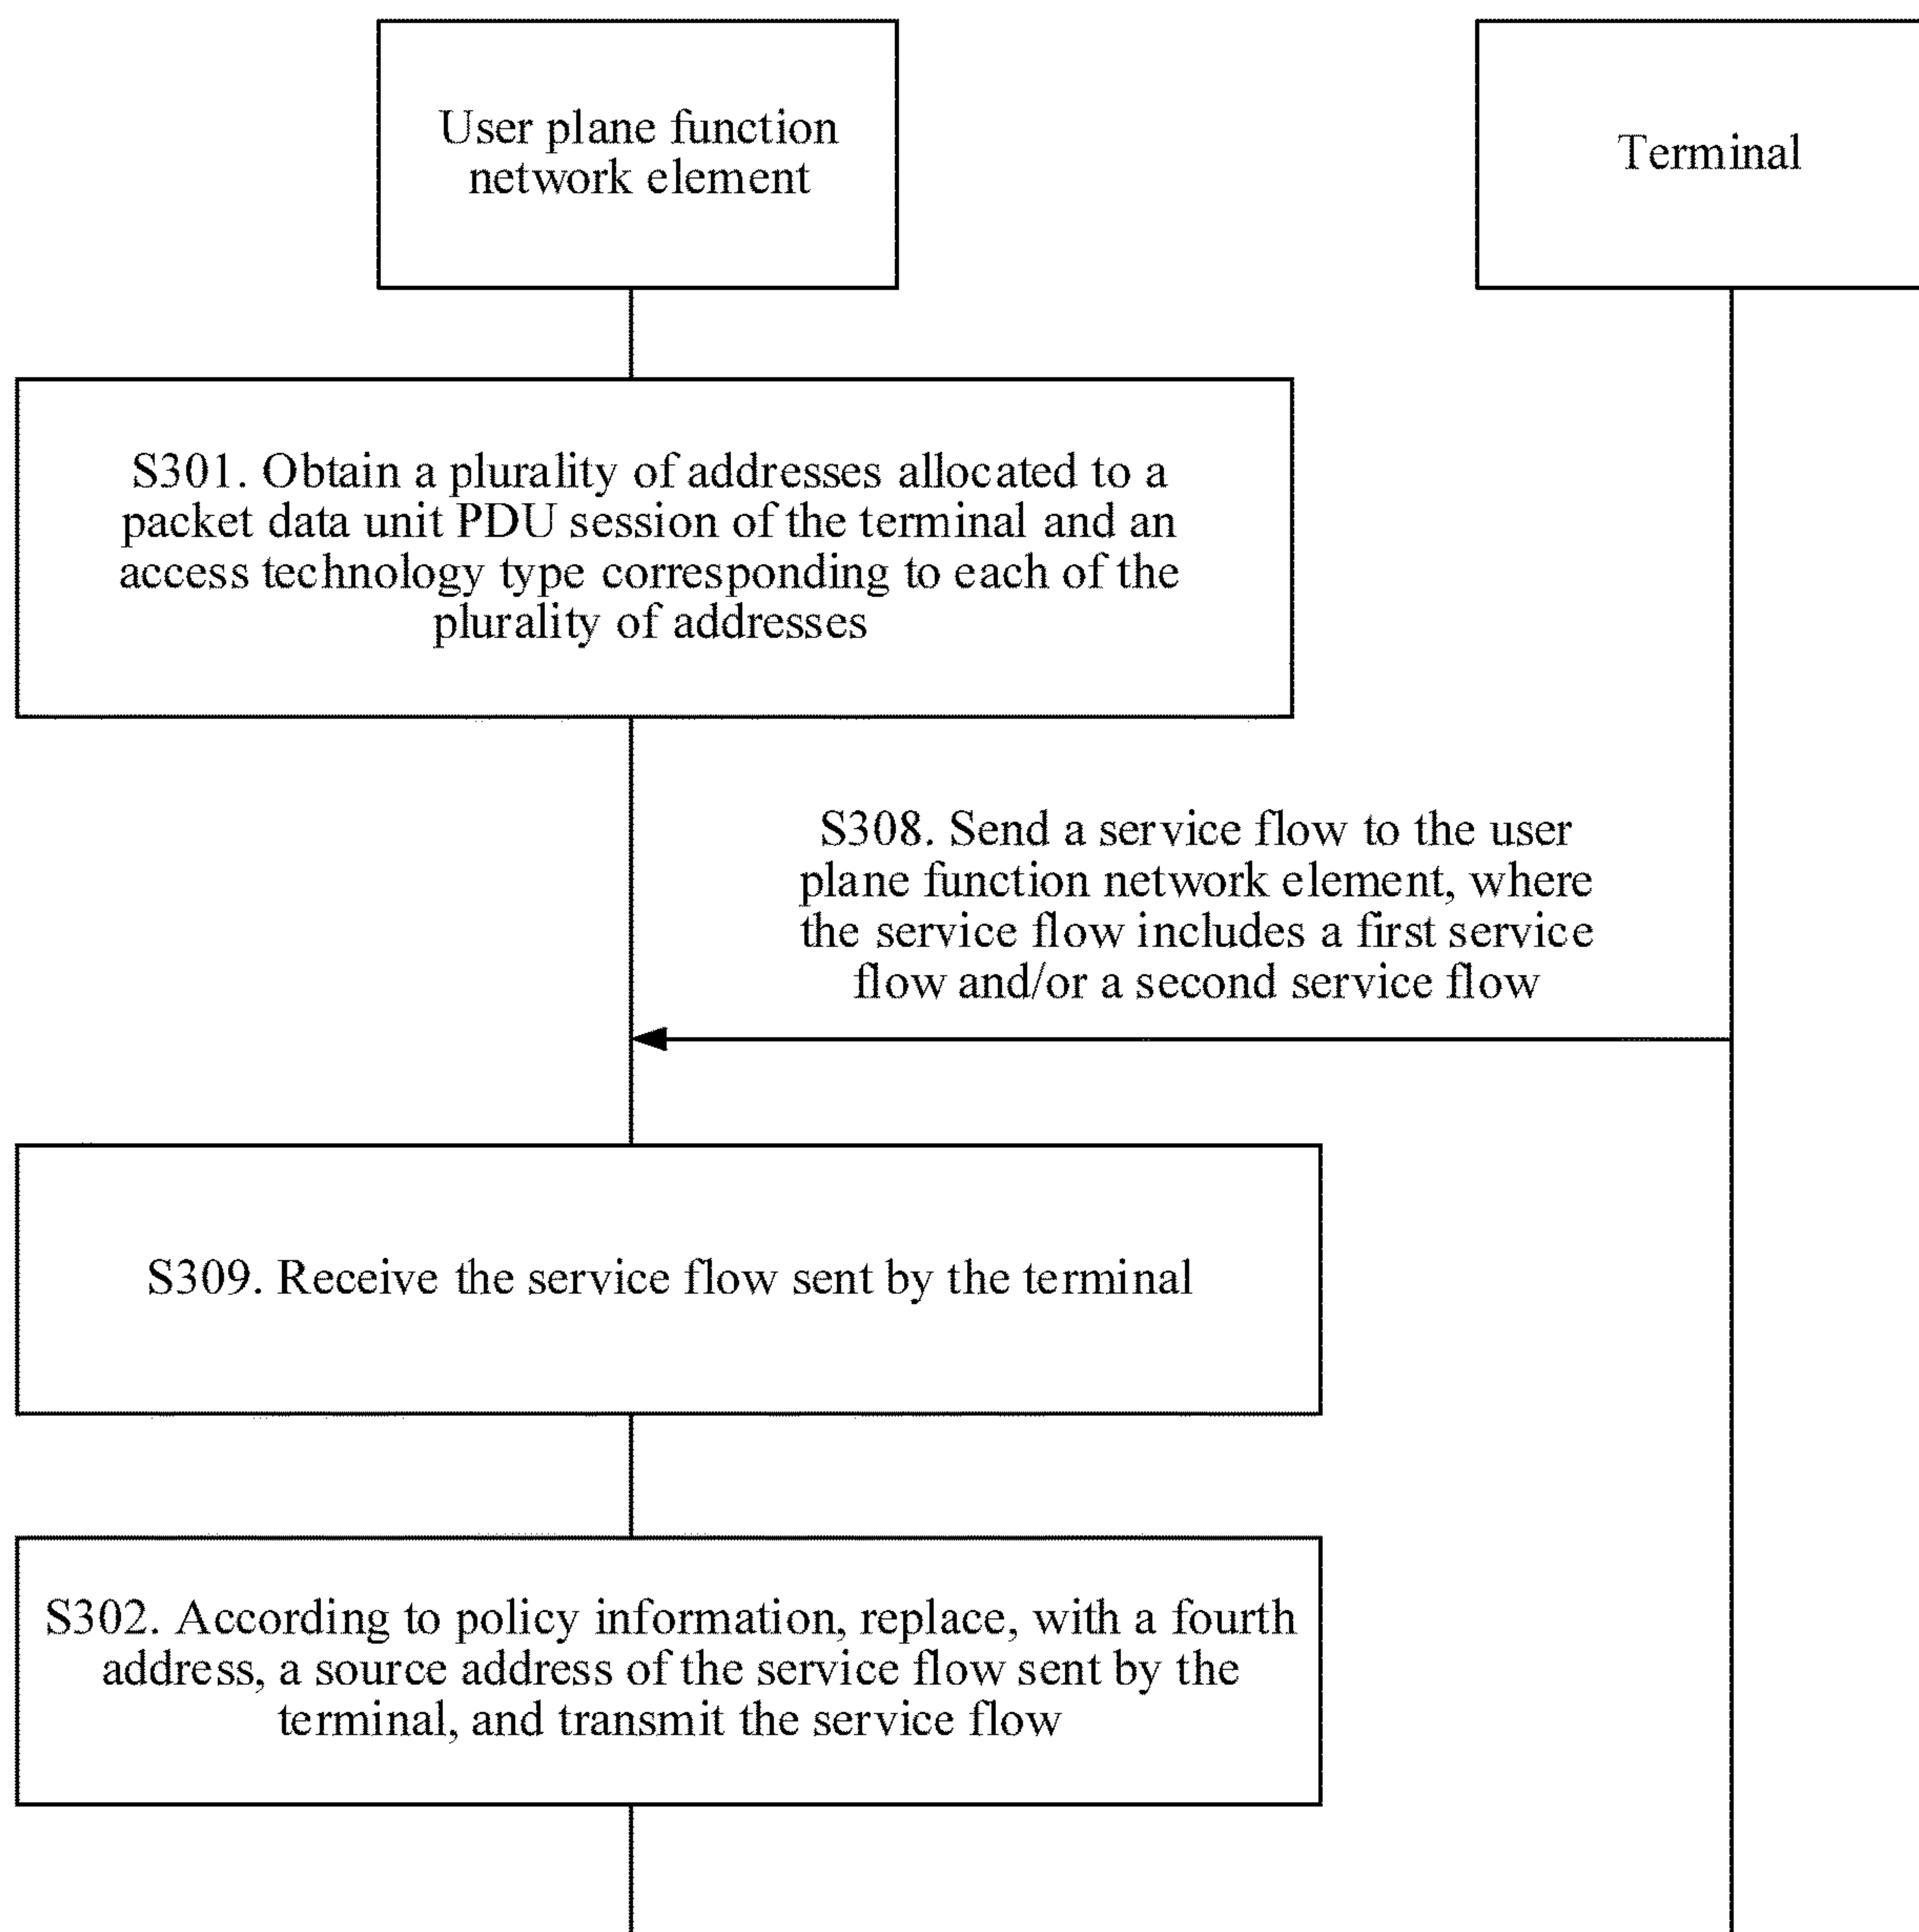 User plane function
network element
Terminal
S301. Obtain a plurality of addresses allocated to a
packet data unit PDU session of the terminal and an
access technology type corresponding to each of the
plurality of addresses
S308. Send a service flow to the user
plane function network element, where
the service flow includes a first service
flow and/or a second service flow
S309. Receive the service flow sent by the terminal
S302. According to policy information, replace, with a fourth
address, a source address of the service flow sent by the
terminal, and transmit the service flow